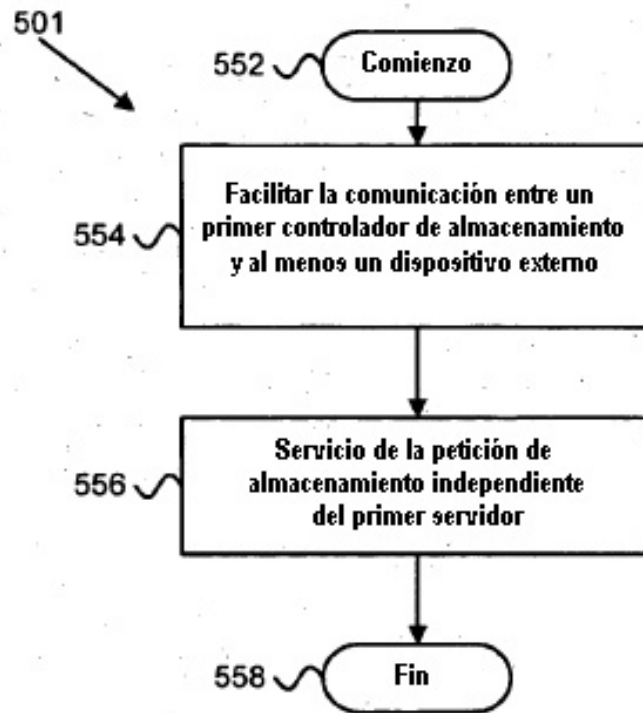 501
552
Comienzo
554
Facilitar la comunicación entre un
primer controlador de almacenamiento
y al menos un dispositivo externo
556
Servicio de la petición de
almacenamiento independiente
del primer servidor
558
Fin